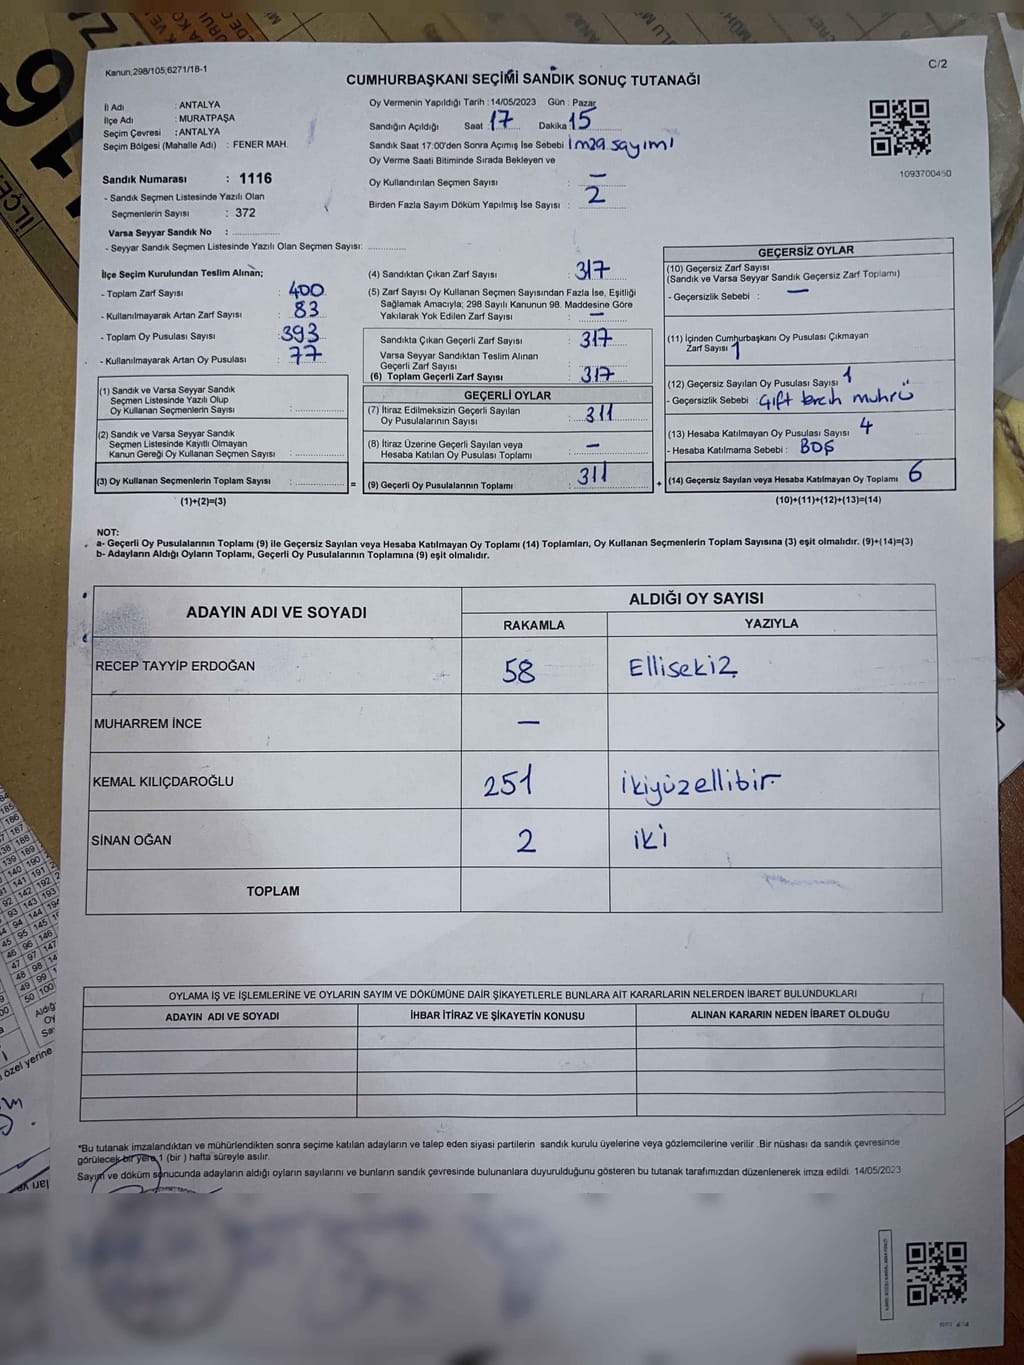 Kanun;298/105;6271/18-1
C/2
CUMHURBAŞKANI SEÇİMİ SANDIK SONUÇ TUTANAĞI
İl Adı : ANTALYA
İlçe Adı : MURATPAŞA
Seçim Çevresi : ANTALYA
Seçim Bölgesi (Mahalle Adı) : FENER MAH.
Oy Vermenin Yapıldığı Tarih : 14/05/2023 Gün : Pazar
Sandığın Açıldığı Saat : 17 Dakika 15
Sandık Saat 17:00'den Sonra Açımış İse Sebebi imza sayımı
Oy Verme Saati Bitiminde Sırada Bekleyen ve
Oy Kullandırılan Seçmen Sayısı : —
Birden Fazla Sayım Döküm Yapılmış İse Sayısı : 2
1093700450
Sandık Numarası : 1116
- Sandık Seçmen Listesinde Yazılı Olan
Seçmenlerin Sayısı : 372
Varsa Seyyar Sandık No : ..............
- Seyyar Sandık Seçmen Listesinde Yazılı Olan Seçmen Sayısı: ..............
İlçe Seçim Kurulundan Teslim Alınan;
- Toplam Zarf Sayısı : 400
- Kullanılmayarak Artan Zarf Sayısı : 83
- Toplam Oy Pusulası Sayısı : 393
- Kullanılmayarak Artan Oy Pusulası : 77
(1) Sandık ve Varsa Seyyar Sandık
Seçmen Listesinde Yazılı Olup
Oy Kullanan Seçmenlerin Sayısı : ..............
(2) Sandık ve Varsa Seyyar Sandık
Seçmen Listesinde Kayıtlı Olmayan
Kanun Gereği Oy Kullanan Seçmen Sayısı : ..............
(3) Oy Kullanan Seçmenlerin Toplam Sayısı : ..............
(1)+(2)=(3)
(4) Sandıktan Çıkan Zarf Sayısı : 317
(5) Zarf Sayısı Oy Kullanan Seçmen Sayısından Fazla İse, Eşitliği
Sağlamak Amacıyla; 298 Sayılı Kanunun 98. Maddesine Göre
Yakılarak Yok Edilen Zarf Sayısı : —
Sandıkta Çıkan Geçerli Zarf Sayısı : 317
Varsa Seyyar Sandıktan Teslim Alınan
Geçerli Zarf Sayısı :
(6) Toplam Geçerli Zarf Sayısı : 317
GEÇERLİ OYLAR
(7) İtiraz Edilmeksizin Geçerli Sayılan
Oy Pusulalarının Sayısı : 311
(8) İtiraz Üzerine Geçerli Sayılan veya
Hesaba Katılan Oy Pusulası Toplamı : —
= (9) Geçerli Oy Pusulalarının Toplamı : 311
GEÇERSİZ OYLAR
(10) Geçersiz Zarf Sayısı
(Sandık ve Varsa Seyyar Sandık Geçersiz Zarf Toplamı)
- Geçersizlik Sebebi : —
(11) İçinden Cumhurbaşkanı Oy Pusulası Çıkmayan
Zarf Sayısı 1
(12) Geçersiz Sayılan Oy Pusulası Sayısı 1
- Geçersizlik Sebebi : Çift tercih muhrü
(13) Hesaba Katılmayan Oy Pusulası Sayısı 4
- Hesaba Katılmama Sebebi : BOŞ
+ (14) Geçersiz Sayılan veya Hesaba Katılmayan Oy Toplamı 6
(10)+(11)+(12)+(13)=(14)
NOT:
a- Geçerli Oy Pusulalarının Toplamı (9) ile Geçersiz Sayılan veya Hesaba Katılmayan Oy Toplamı (14) Toplamları, Oy Kullanan Seçmenlerin Toplam Sayısına (3) eşit olmalıdır. (9)+(14)=(3)
b- Adayların Aldığı Oyların Toplamı, Geçerli Oy Pusulalarının Toplamına (9) eşit olmalıdır.
ADAYIN ADI VE SOYADI
ALDIĞI OY SAYISI
RAKAMLA YAZIYLA
RECEP TAYYİP ERDOĞAN 58 Ellisekiz
MUHARREM İNCE —
KEMAL KILIÇDAROĞLU 251 ikiyüzellibir
SİNAN OĞAN 2 iki
TOPLAM
OYLAMA İŞ VE İŞLEMLERİNE VE OYLARIN SAYIM VE DÖKÜMÜNE DAİR ŞİKAYETLERLE BUNLARA AİT KARARLARIN NELERDEN İBARET BULUNDUKLARI
ADAYIN ADI VE SOYADI İHBAR İTİRAZ VE ŞİKAYETİN KONUSU ALINAN KARARIN NEDEN İBARET OLDUĞU
*Bu tutanak imzalandıktan ve mühürlendikten sonra seçime katılan adayların ve talep eden siyasi partilerin sandık kurulu üyelerine veya gözlemcilerine verilir .Bir nüshası da sandık çevresinde
görülecek bir yere 1 (bir ) hafta süreyle asılır.
Sayım ve döküm sonucunda adayların aldığı oyların sayılarını ve bunların sandık çevresinde bulunanlara duyurulduğunu gösteren bu tutanak tarafımızdan düzenlenerek imza edildi. 14/05/2023